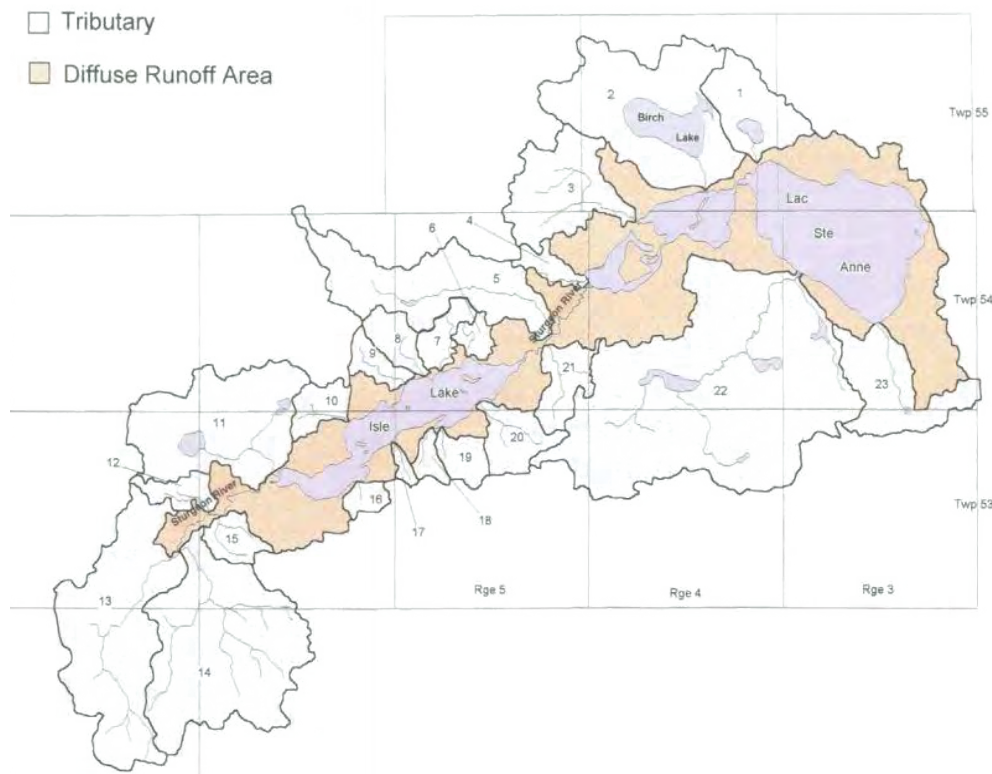 Tributary
Diffuse Runoff Area
1
2
Twp 55
Birch
Lake
3
Lac
4
6
Ste
Anne
5
Twp 54
Sturgeon River
7
8
9
21
22
23
Lake
10
Isle
11
20
19
12
16
Sturgeon River
Twp 53
18
17
15
Rge 5
Rge 4
Rge 3
13
14